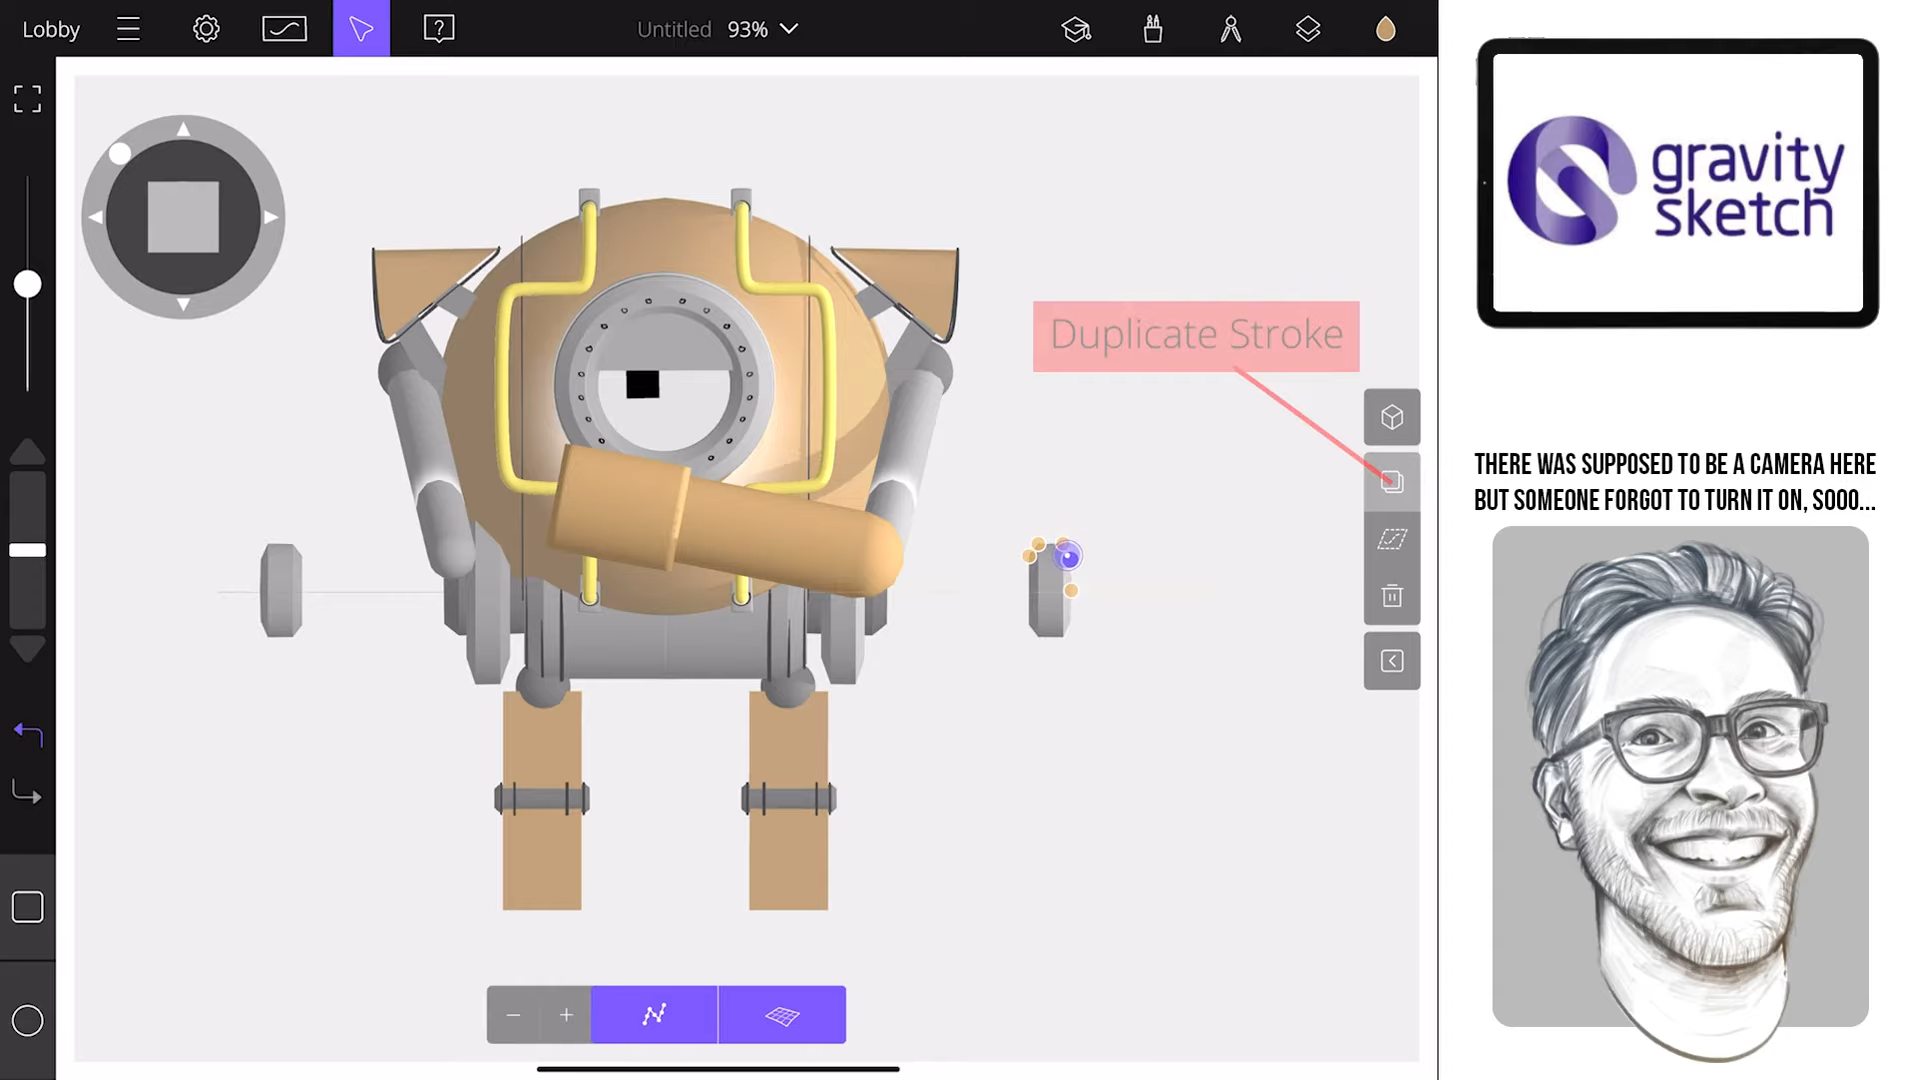 Lobby
Untitled 93%
Duplicate Stroke
gravity
sketch
THERE WAS SUPPOSED TO BE A CAMERA HERE
BUT SOMEONE FORGOT TO TURN IT ON, SOOO...